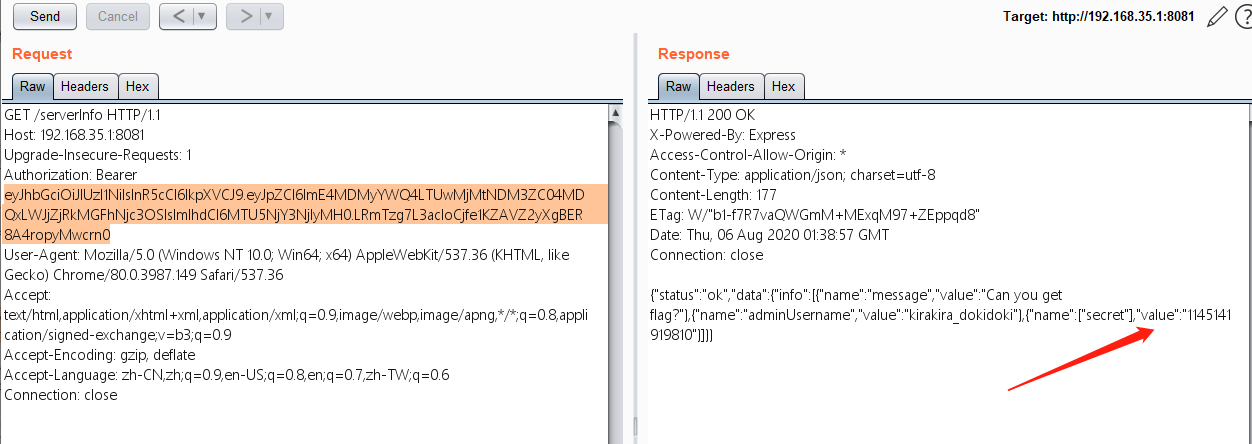 Send
Cancel
<
>
Target: http://192.168.35.1:8081
Request
Raw
Headers
Hex
GET /serverInfo HTTP/1.1
Host: 192.168.35.1:8081
Upgrade-Insecure-Requests: 1
Authorization: Bearer
eyJhbGciOiJIUzI1NiIsInR5cCI6IkpXVCJ9.eyJpZCI6ImE4MDMyYWQ4LTUwMjMtNDM3ZC04MD
QxLWJjZjRkMGFhNjc3OSIsImlhdCI6MTU5NjY3NjIyMH0.LRmTzg7L3acIoCjfe1KZAVZ2yXgBER
8A4ropyMwcrn0
User-Agent: Mozilla/5.0 (Windows NT 10.0; Win64; x64) AppleWebKit/537.36 (KHTML, like
Gecko) Chrome/80.0.3987.149 Safari/537.36
Accept:
text/html,application/xhtml+xml,application/xml;q=0.9,image/webp,image/apng,*/*;q=0.8,appli
cation/signed-exchange;v=b3;q=0.9
Accept-Encoding: gzip, deflate
Accept-Language: zh-CN,zh;q=0.9,en-US;q=0.8,en;q=0.7,zh-TW;q=0.6
Connection: close
Response
Raw
Headers
Hex
HTTP/1.1 200 OK
X-Powered-By: Express
Access-Control-Allow-Origin: *
Content-Type: application/json; charset=utf-8
Content-Length: 177
ETag: W/"b1-f7R7vaQWGmM+MExqM97+ZEppqd8"
Date: Thu, 06 Aug 2020 01:38:57 GMT
Connection: close
{"status":"ok","data":{"info":[{"name":"message","value":"Can you get
flag?"},{"name":"adminUsername","value":"kirakira_dokidoki"},{"name":["secret"],"value":"1145141
919810"}]}}